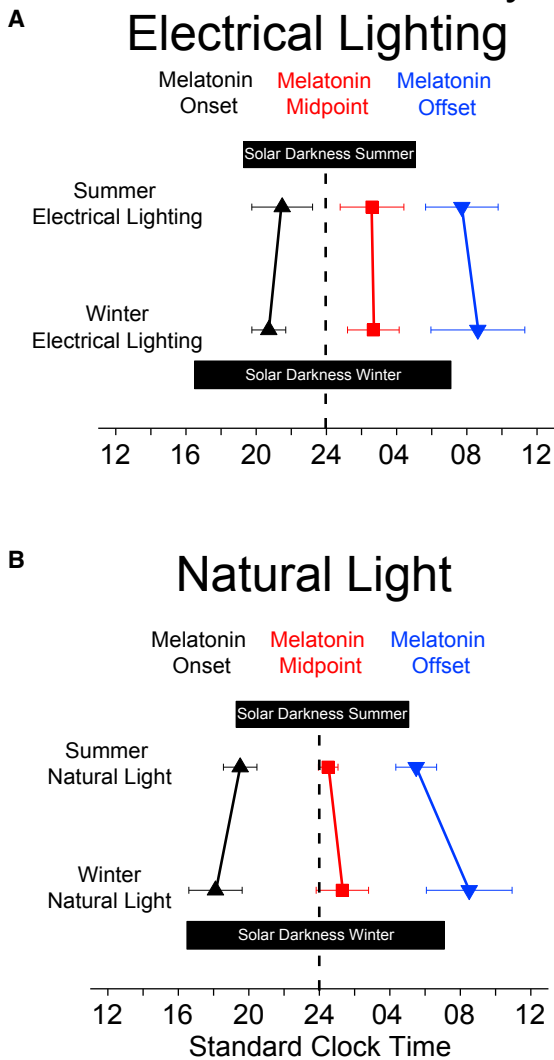 A
Electrical Lighting
Melatonin Melatonin Melatonin
Onset Midpoint Offset
Solar Darkness Summer
Summer
Electrical Lighting
Winter
Electrical Lighting
Solar Darkness Winter
12 16 20 24 04 08 12
B
Natural Light
Melatonin Melatonin Melatonin
Onset Midpoint Offset
Solar Darkness Summer
Summer
Natural Light
Winter
Natural Light
Solar Darkness Winter
12 16 20 24 04 08 12
Standard Clock Time